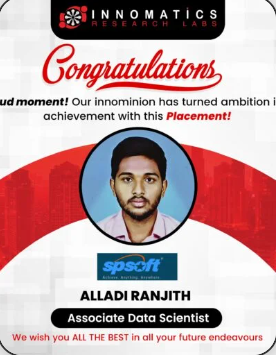 INNOMATICS
RESEARCH LABS
Congratulations
ud moment! Our innominion has turned ambition i
achievement with this Placement!
spsoft
ALLADI RANJITH
Associate Data Scientist
We wish you ALL THE BEST in all your future endeavours